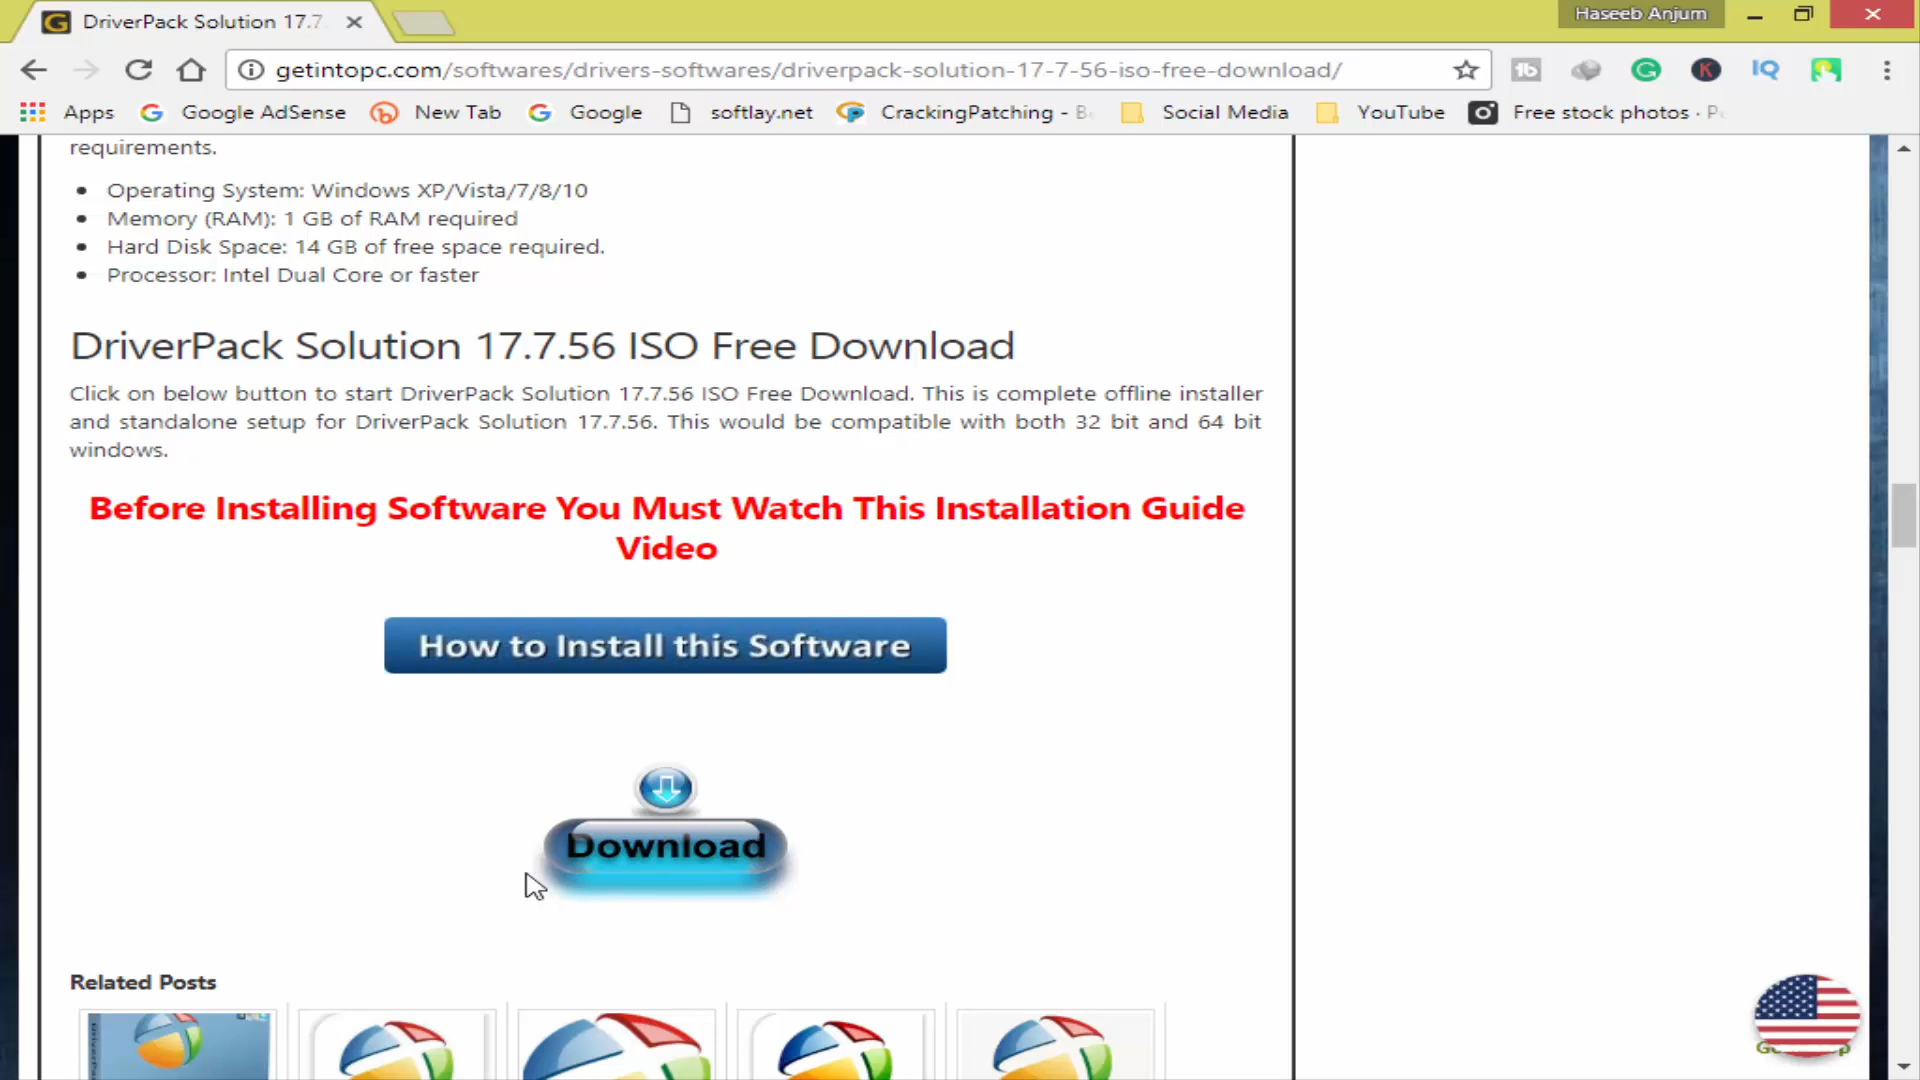 DriverPack Solution 17.7
Haseeb Anjum
getintopc.com/softwares/drivers-softwares/driverpack-solution-17-7-56-iso-free-download/
Apps Google AdSense New Tab Google softlay.net CrackingPatching - Social Media YouTube Free stock photos ·
requirements.
Operating System: Windows XP/Vista/7/8/10
Memory (RAM): 1 GB of RAM required
Hard Disk Space: 14 GB of free space required.
Processor: Intel Dual Core or faster
DriverPack Solution 17.7.56 ISO Free Download
Click on below button to start DriverPack Solution 17.7.56 ISO Free Download. This is complete offline installer
and standalone setup for DriverPack Solution 17.7.56. This would be compatible with both 32 bit and 64 bit
windows.
Before Installing Software You Must Watch This Installation Guide
Video
How to Install this Software
Download
Related Posts